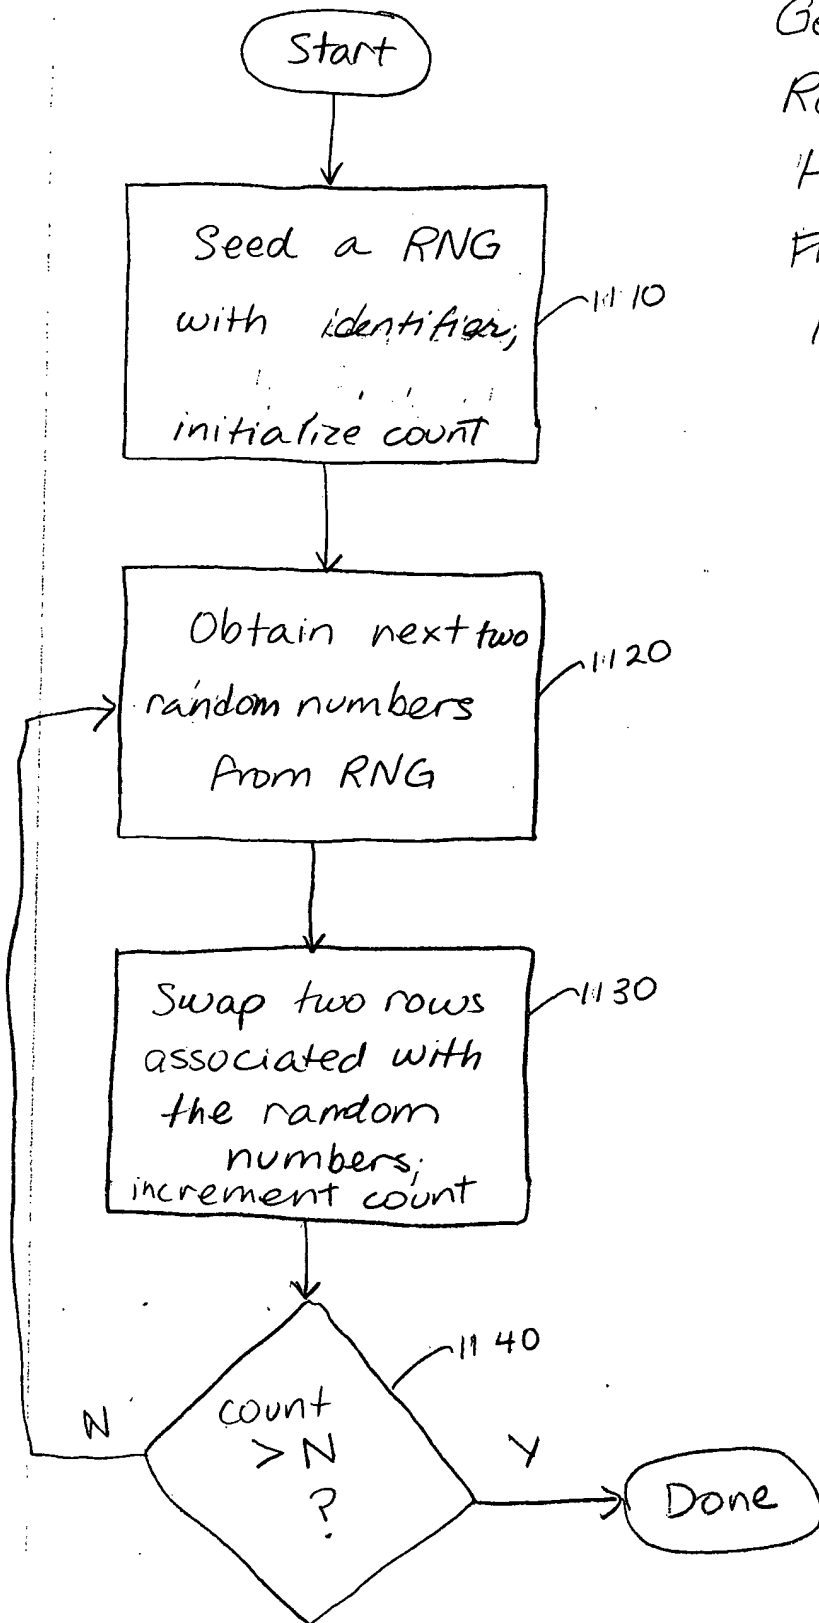 Start
Seed a RNG
with identifier;
initialize count
1110
Obtain next two
random numbers
from RNG
1120
Swap two rows
associated with
the random
numbers;
increment count
1130
count
> N
?
1140
N
Y
Done